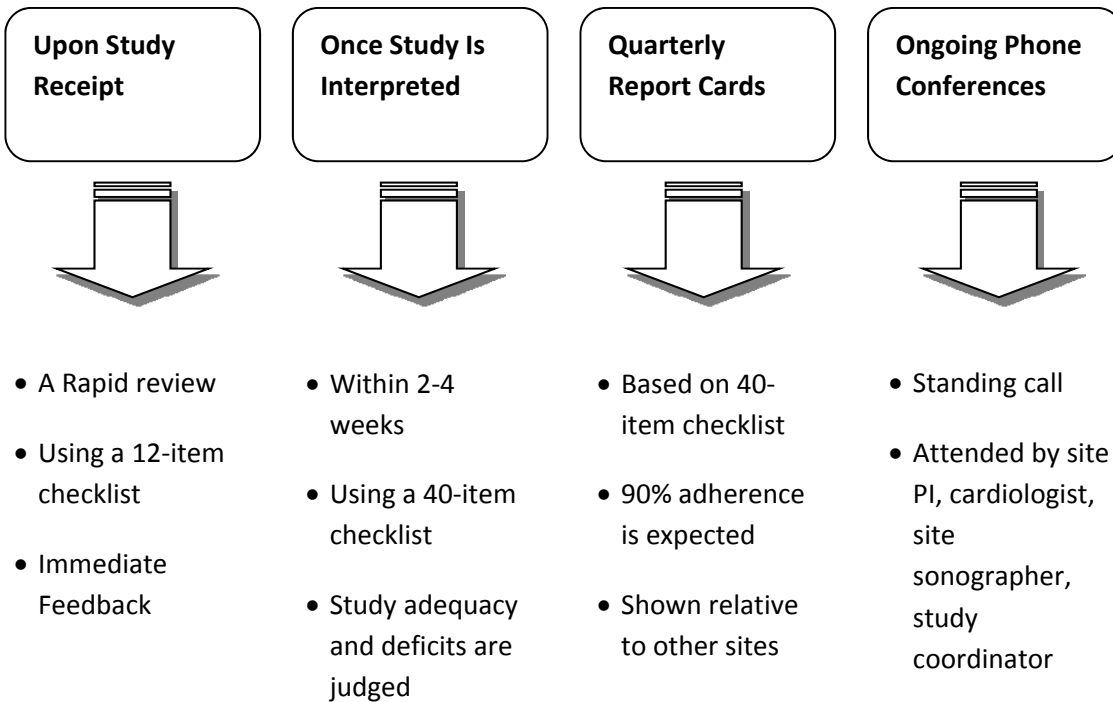 Upon Study
Receipt
Once Study Is
Interpreted
Quarterly
Report Cards
Ongoing Phone
Conferences
• A Rapid review
• Using a 12-item
checklist
• Immediate
Feedback
• Within 2-4
weeks
• Using a 40-item
checklist
• Study adequacy
and deficits are
judged
• Based on 40-
item checklist
• 90% adherence
is expected
• Shown relative
to other sites
• Standing call
• Attended by site
PI, cardiologist,
site
sonographer,
study
coordinator